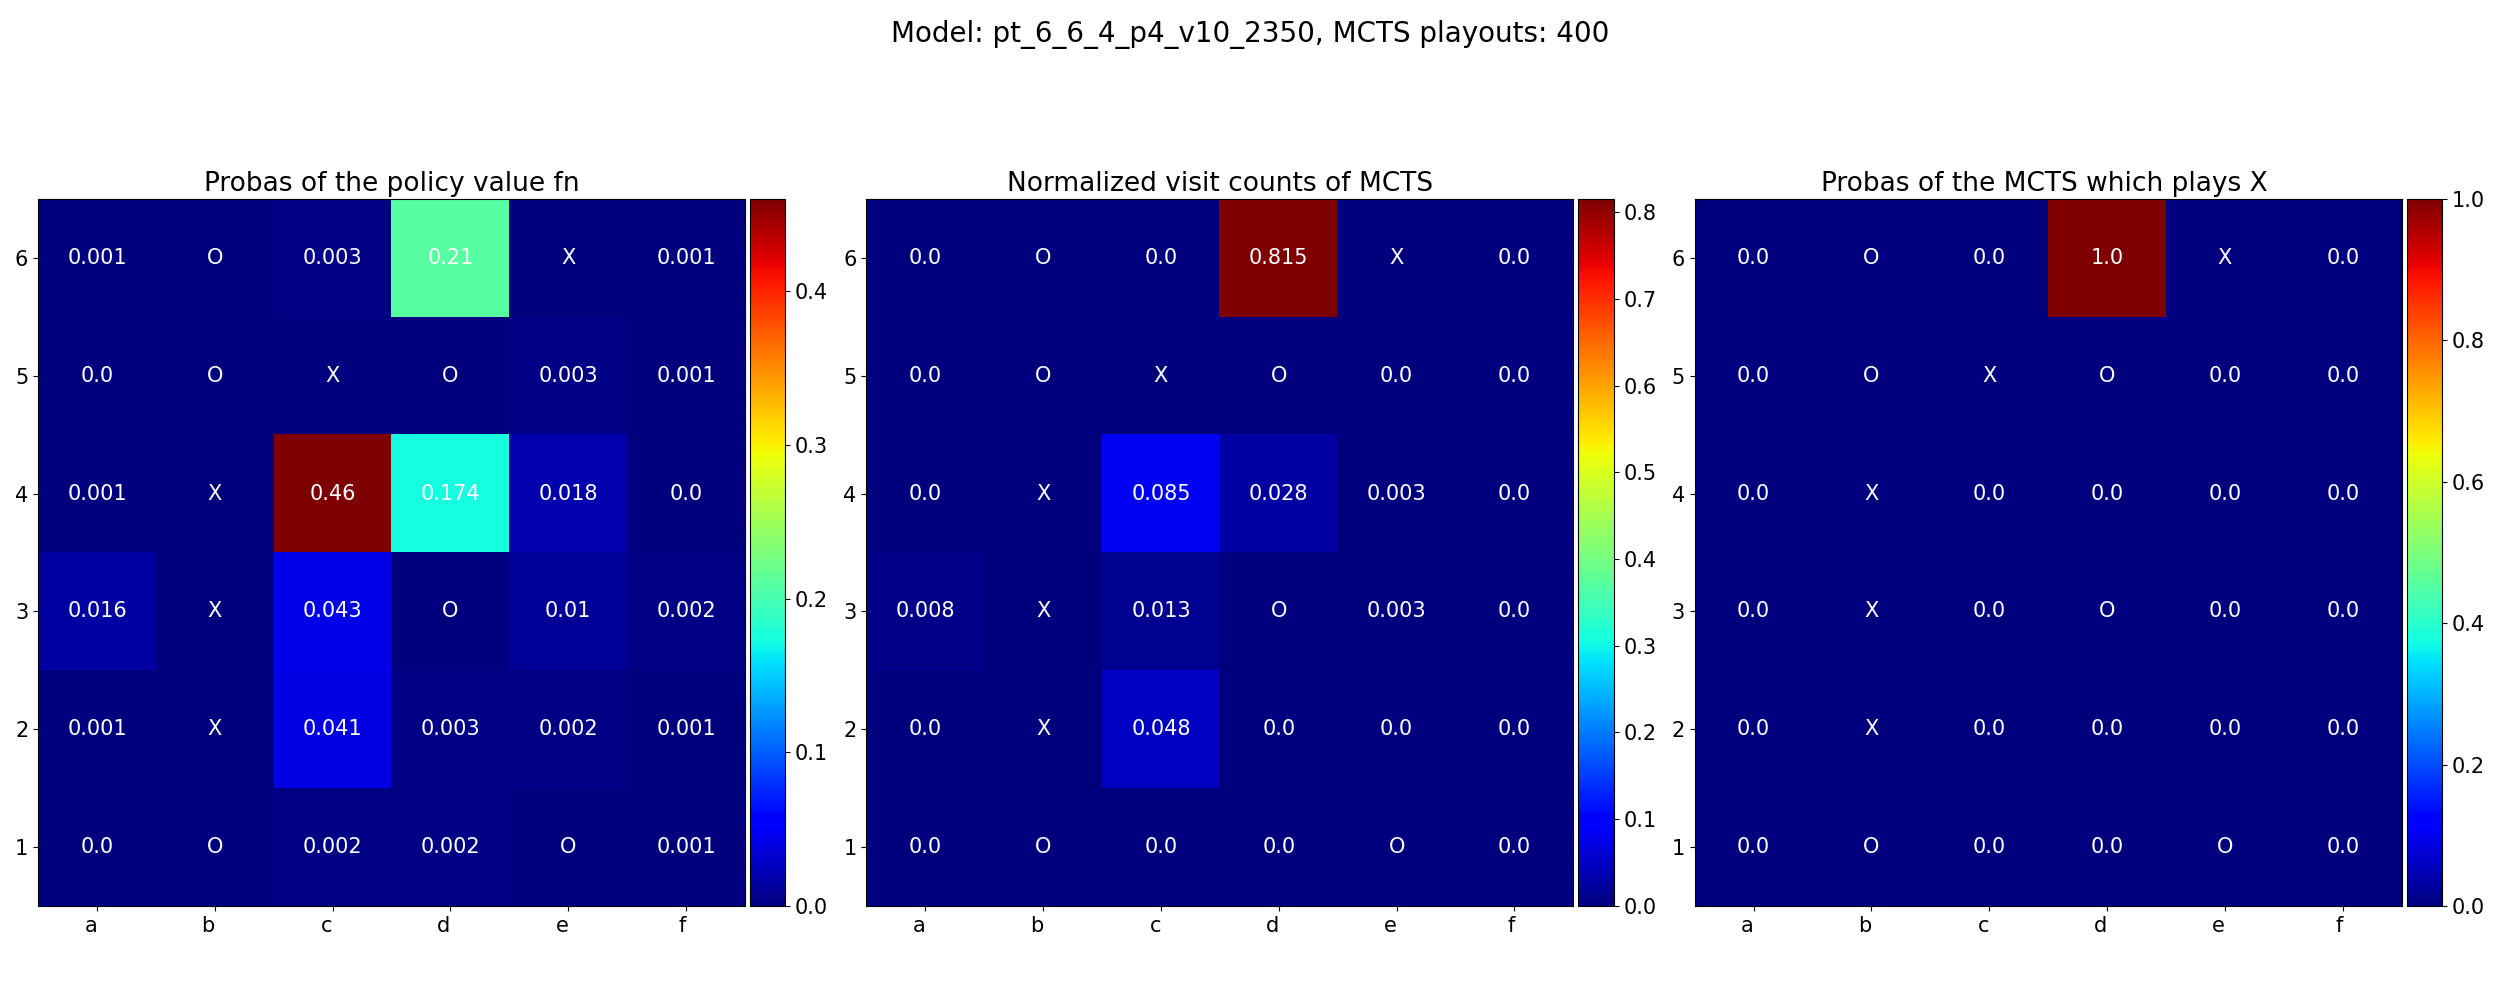 Model: pt_6_6_4_p4_v10_2350, MCTS playouts: 400
Probas of the policy value fn
6 0.001 O 0.003 0.21 X 0.001
5 0.0 O X O 0.003 0.001
4 0.001 X 0.46 0.174 0.018 0.0
3 0.016 X 0.043 O 0.01 0.002
2 0.001 X 0.041 0.003 0.002 0.001
1 0.0 O 0.002 0.002 O 0.001
a b c d e f
0.4
0.3
0.2
0.1
0.0
Normalized visit counts of MCTS
6 0.0 O 0.0 0.815 X 0.0
5 0.0 O X O 0.0 0.0
4 0.0 X 0.085 0.028 0.003 0.0
3 0.008 X 0.013 O 0.003 0.0
2 0.0 X 0.048 0.0 0.0 0.0
1 0.0 O 0.0 0.0 O 0.0
a b c d e f
0.8
0.7
0.6
0.5
0.4
0.3
0.2
0.1
0.0
Probas of the MCTS which plays X
6 0.0 O 0.0 1.0 X 0.0
5 0.0 O X O 0.0 0.0
4 0.0 X 0.0 0.0 0.0 0.0
3 0.0 X 0.0 O 0.0 0.0
2 0.0 X 0.0 0.0 0.0 0.0
1 0.0 O 0.0 0.0 O 0.0
a b c d e f
1.0
0.8
0.6
0.4
0.2
0.0